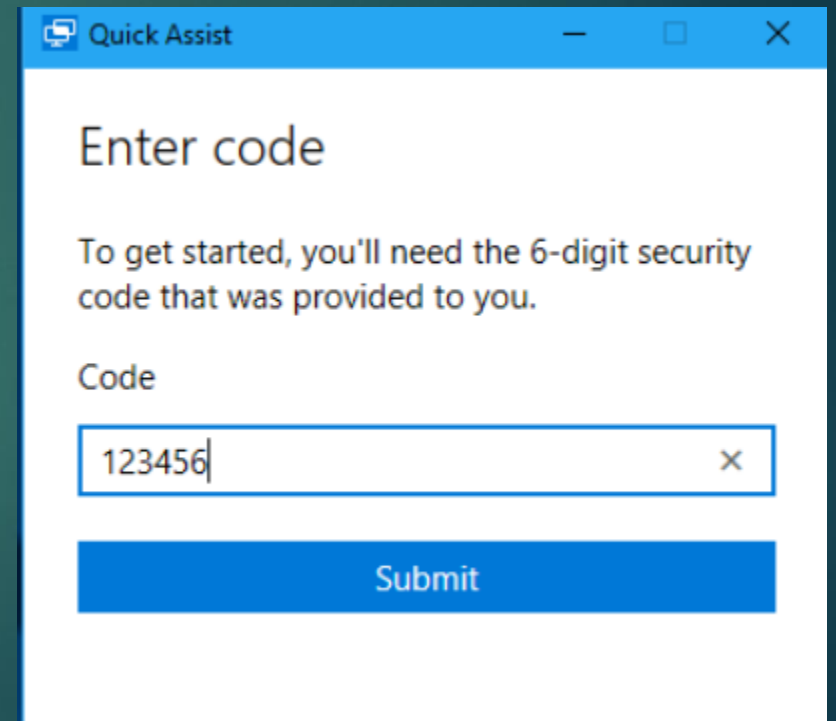 Quick Assist
Enter code
To get started, you'll need the 6-digit security
code that was provided to you.
Code
123456
Submit